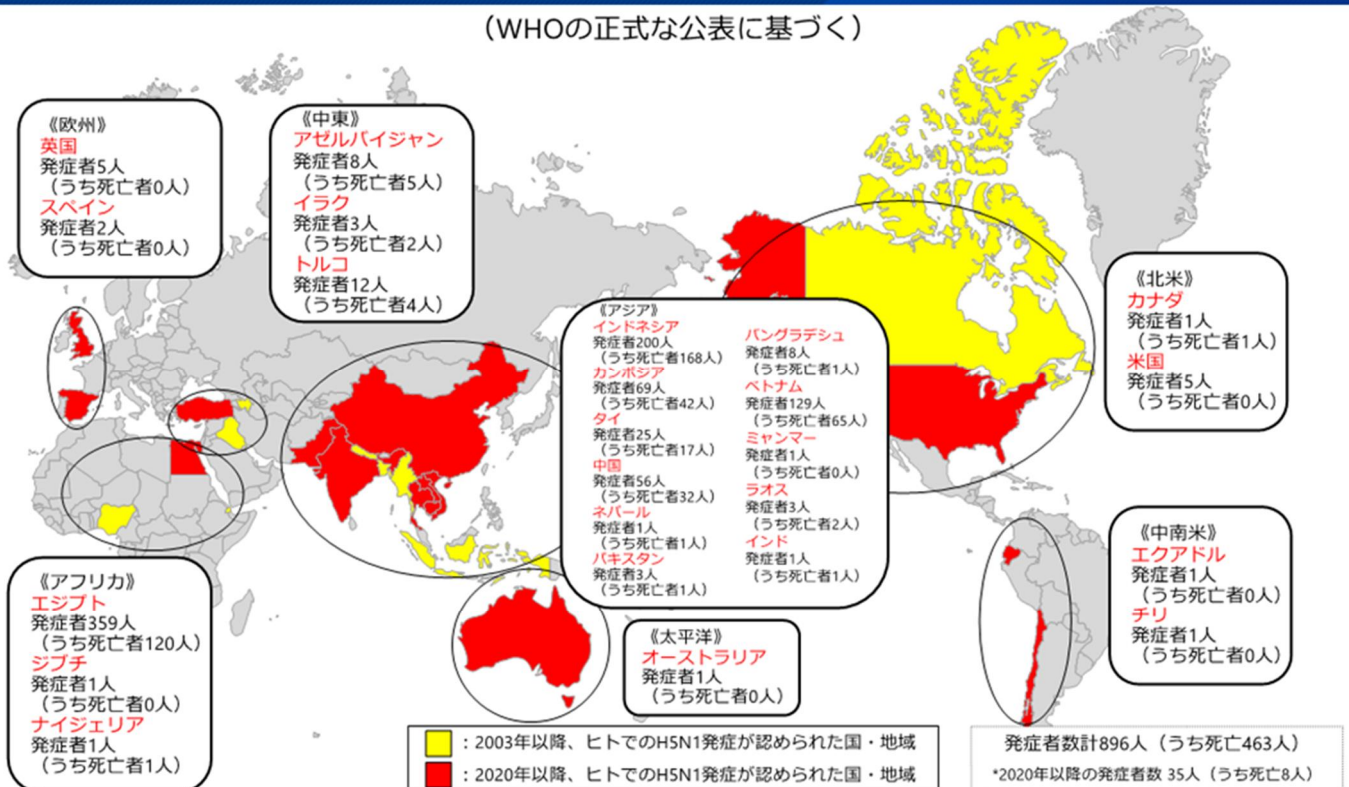 （WHOの正式な公表に基づく）
《欧州》
英国
発症者5人
（うち死亡者0人）
スペイン
発症者2人
（うち死亡者0人）
《中東》
アゼルバイジャン
発症者8人
（うち死亡者5人）
イラク
発症者3人
（うち死亡者2人）
トルコ
発症者12人
（うち死亡者4人）
《アジア》
インドネシア
発症者200人
（うち死亡者168人）
カンボジア
発症者69人
（うち死亡者42人）
タイ
発症者25人
（うち死亡者17人）
中国
発症者56人
（うち死亡者32人）
ネパール
発症者1人
（うち死亡者1人）
パキスタン
発症者3人
（うち死亡者1人）
バングラデシュ
発症者8人
（うち死亡者1人）
ベトナム
発症者129人
（うち死亡者65人）
ミャンマー
発症者1人
（うち死亡者0人）
ラオス
発症者3人
（うち死亡者2人）
インド
発症者1人
（うち死亡者1人）
《北米》
カナダ
発症者1人
（うち死亡者1人）
米国
発症者5人
（うち死亡者0人）
《アフリカ》
エジプト
発症者359人
（うち死亡者120人）
ジブチ
発症者1人
（うち死亡者0人）
ナイジェリア
発症者1人
（うち死亡者1人）
《太平洋》
オーストラリア
発症者1人
（うち死亡者0人）
《中南米》
エクアドル
発症者1人
（うち死亡者0人）
チリ
発症者1人
（うち死亡者0人）
：2003年以降、ヒトでのH5N1発症が認められた国・地域
：2020年以降、ヒトでのH5N1発症が認められた国・地域
発症者数計896人（うち死亡463人）
*2020年以降の発症者数 35人（うち死亡8人）